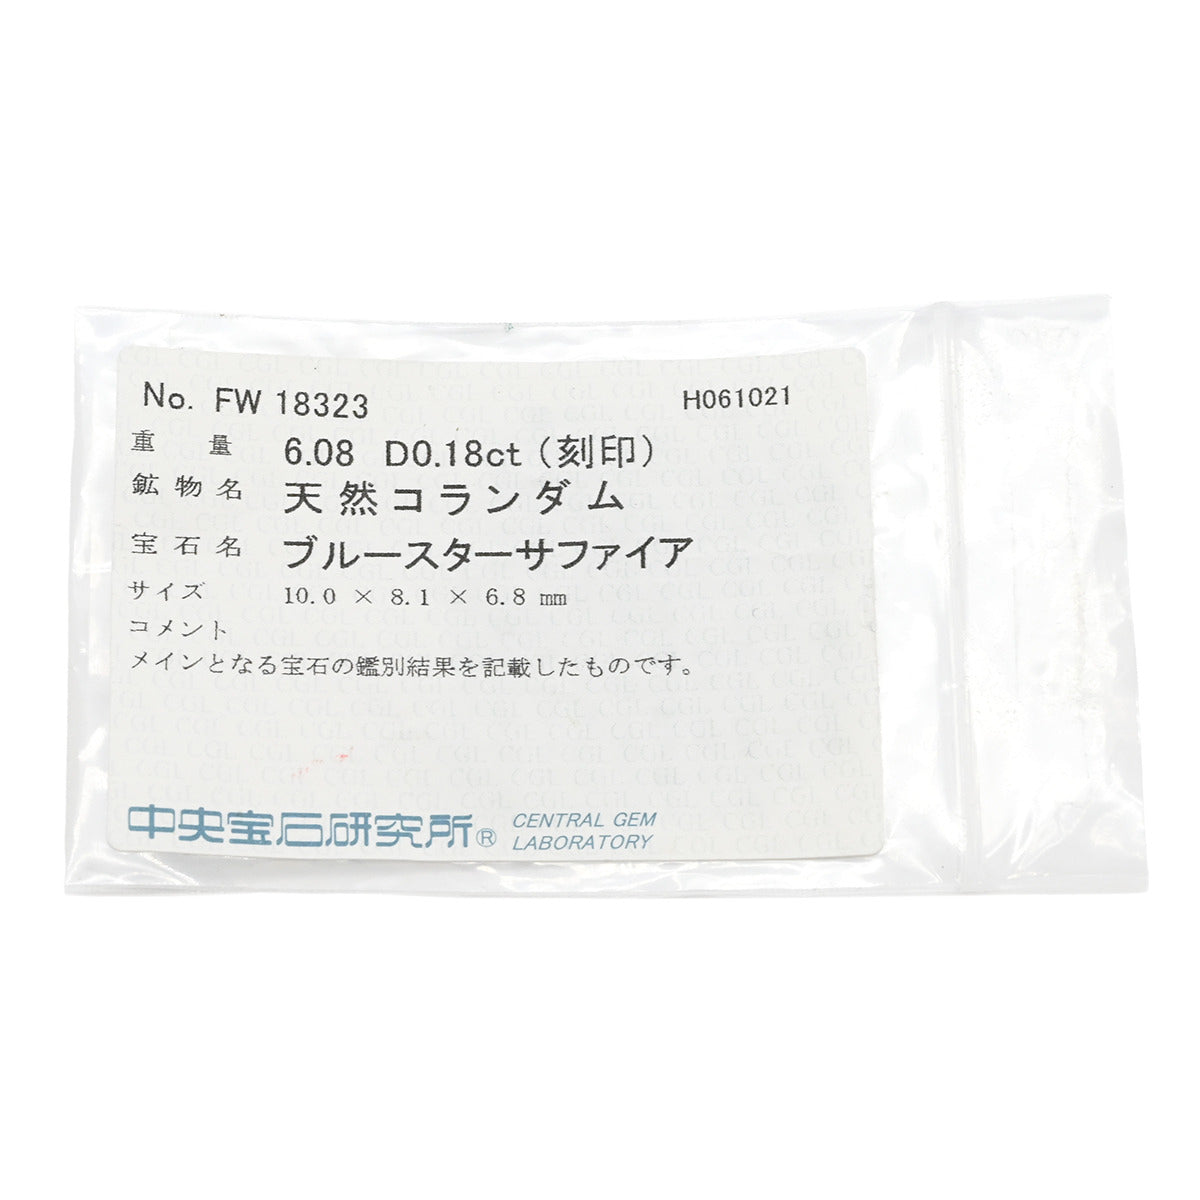 No. FW 18323 H061021
重量 6.08 D0.18ct (刻印)
鉱物名 天然コランダム
宝石名 ブルースターサファイア
サイズ 10.0 × 8.1 × 6.8 mm
コメント
メインとなる宝石の鑑別結果を記載したものです。
中央宝石研究所® CENTRAL GEM
LABORATORY